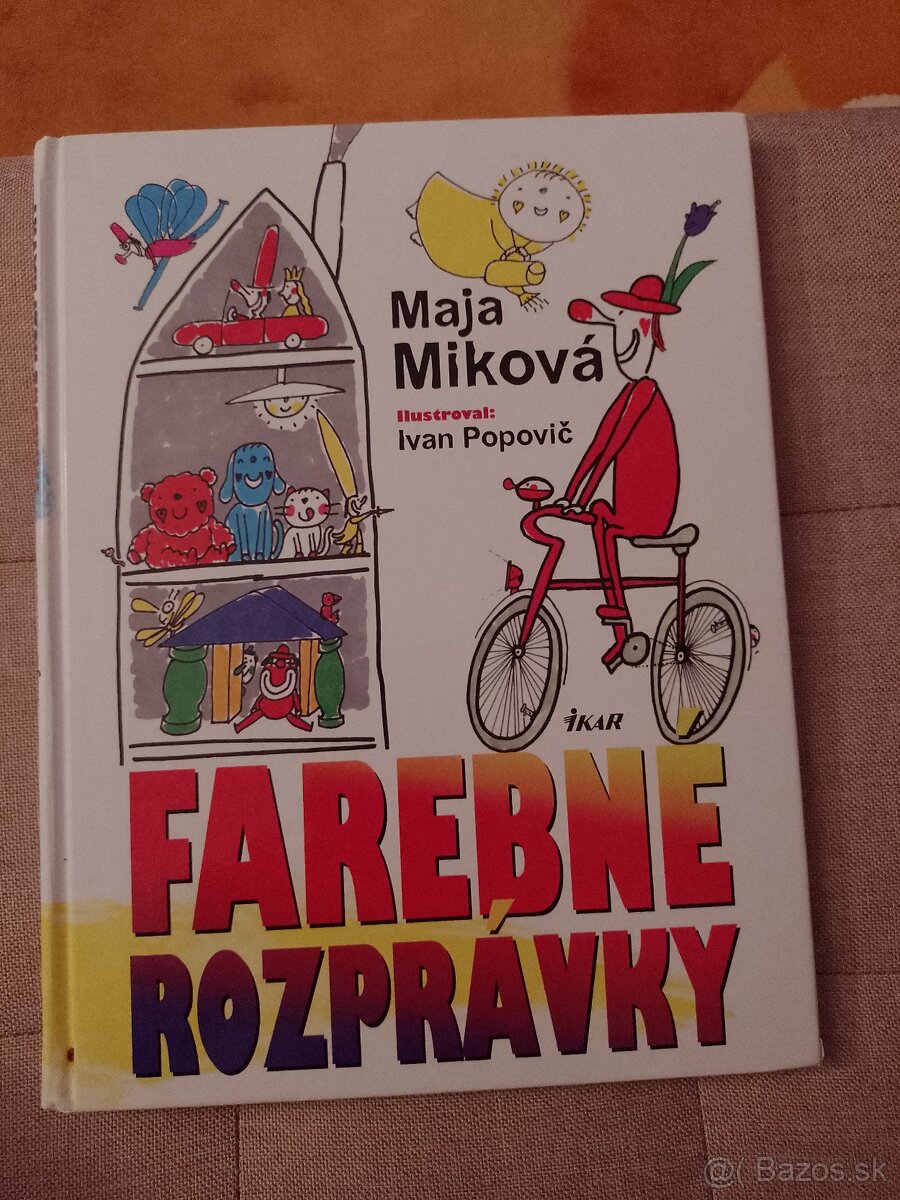 Maja
Miková
Ilustroval:
Ivan Popovič
iKAR
FAREBNÉ
ROZPRÁVKY
@( Bazos.sk